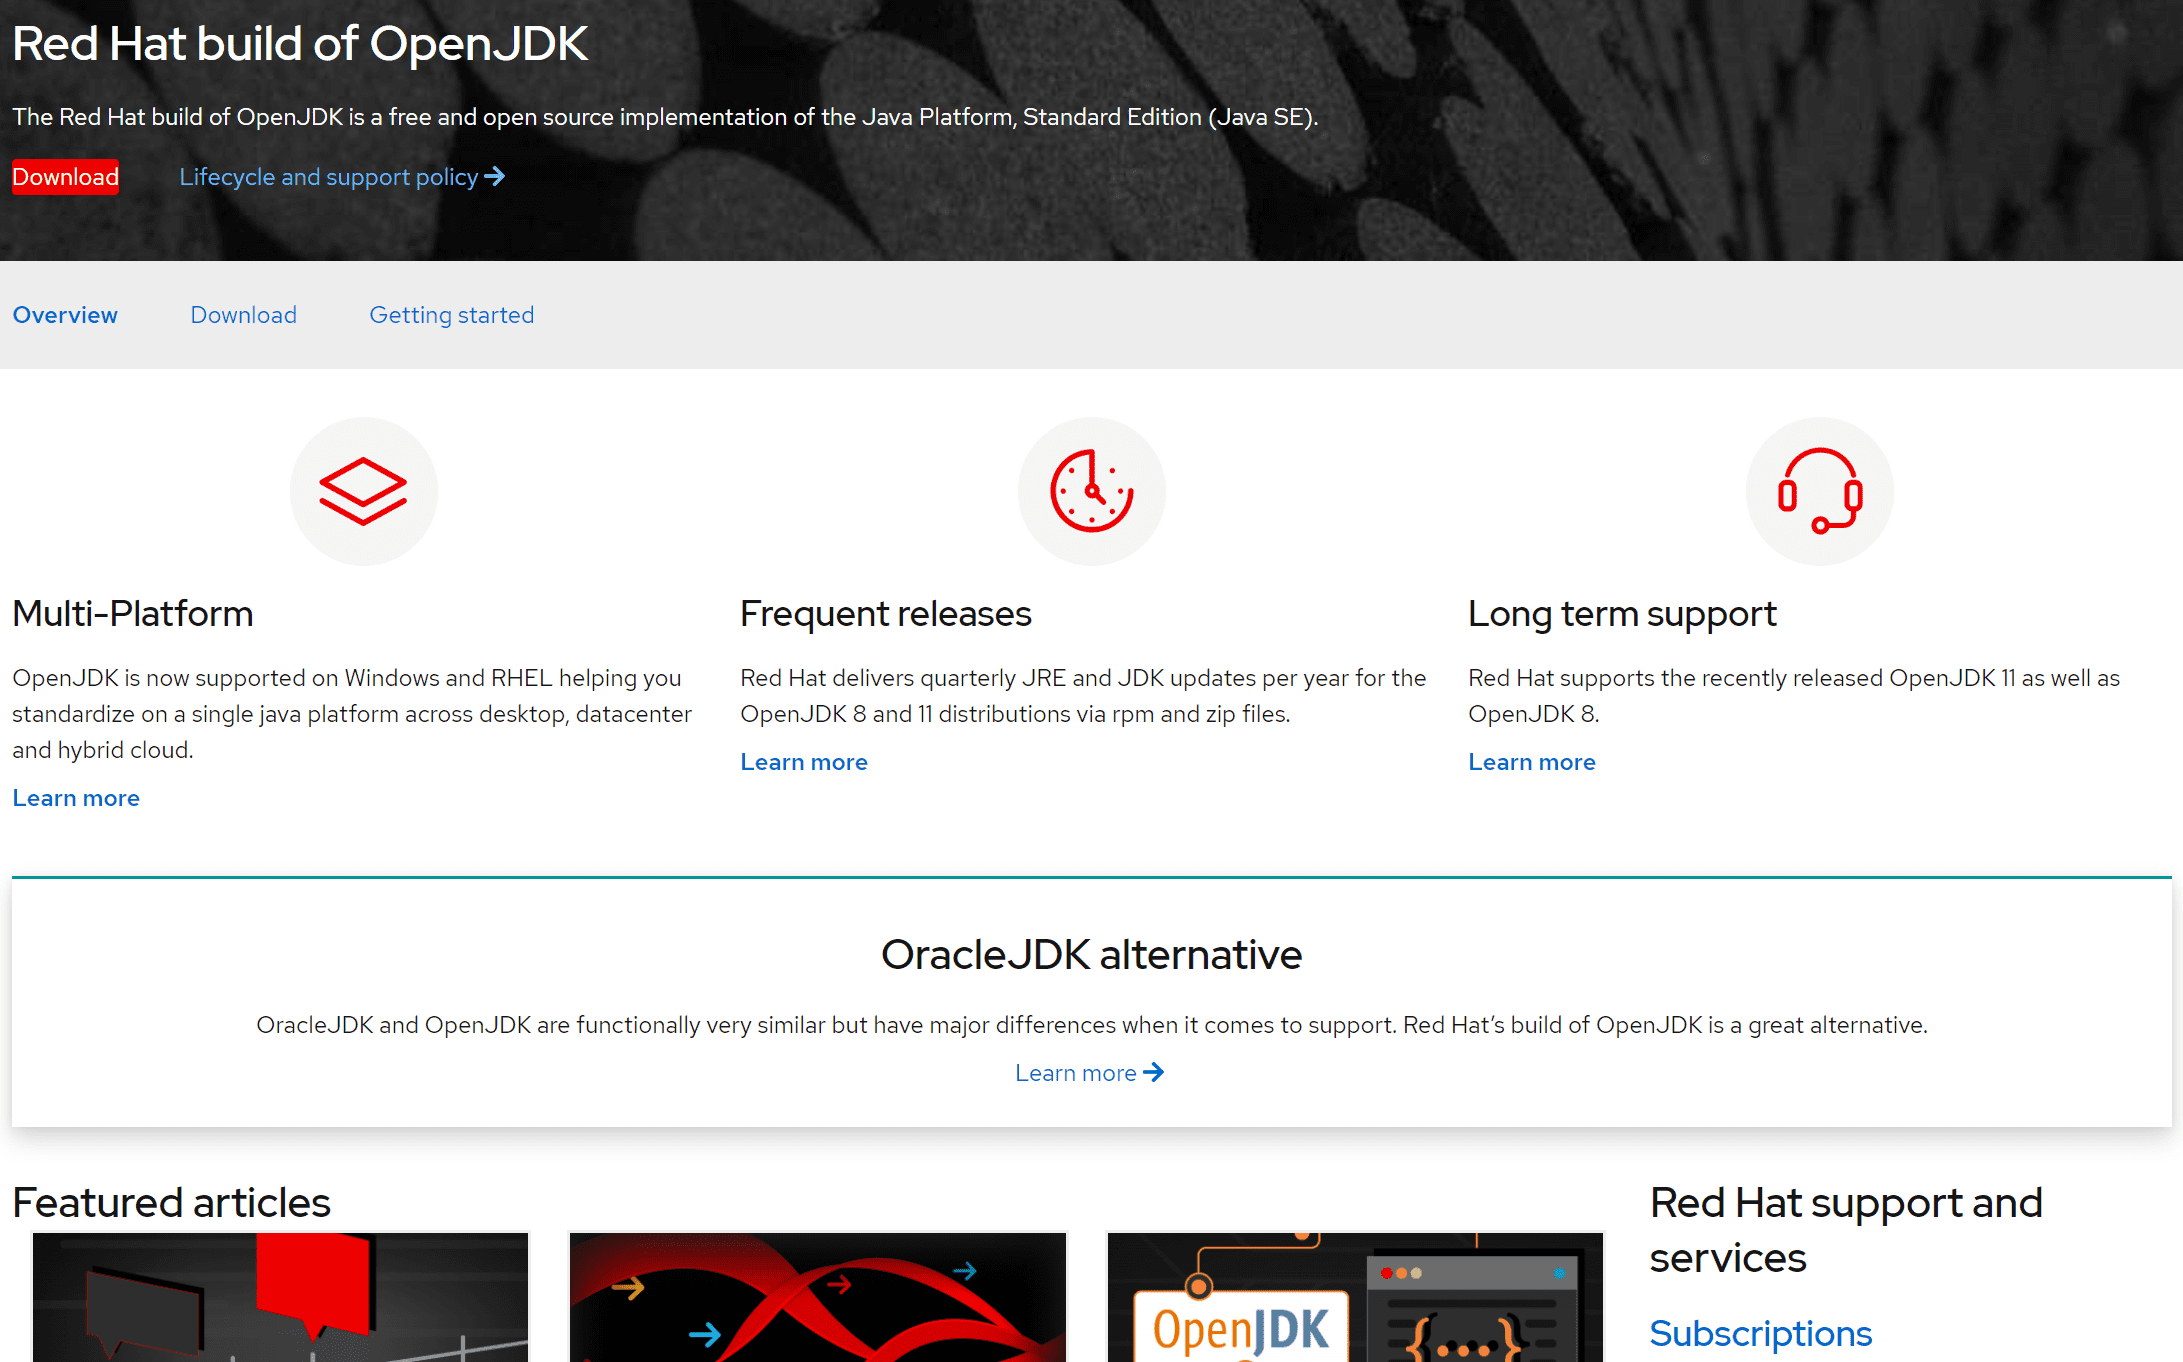 Red Hat build of OpenJDK
The Red Hat build of OpenJDK is a free and open source implementation of the Java Platform, Standard Edition (Java SE).
Download
Lifecycle and support policy
Overview
Download
Getting started
Multi-Platform
OpenJDK is now supported on Windows and RHEL helping you
standardize on a single java platform across desktop, datacenter
and hybrid cloud.
Learn more
Frequent releases
Red Hat delivers quarterly JRE and JDK updates per year for the
OpenJDK 8 and 11 distributions via rpm and zip files.
Learn more
Long term support
Red Hat supports the recently released OpenJDK 11 as well as
OpenJDK 8.
Learn more
OracleJDK alternative
OracleJDK and OpenJDK are functionally very similar but have major differences when it comes to support. Red Hat’s build of OpenJDK is a great alternative.
Learn more
Featured articles
OpenJDK
{....}
Red Hat support and
services
Subscriptions